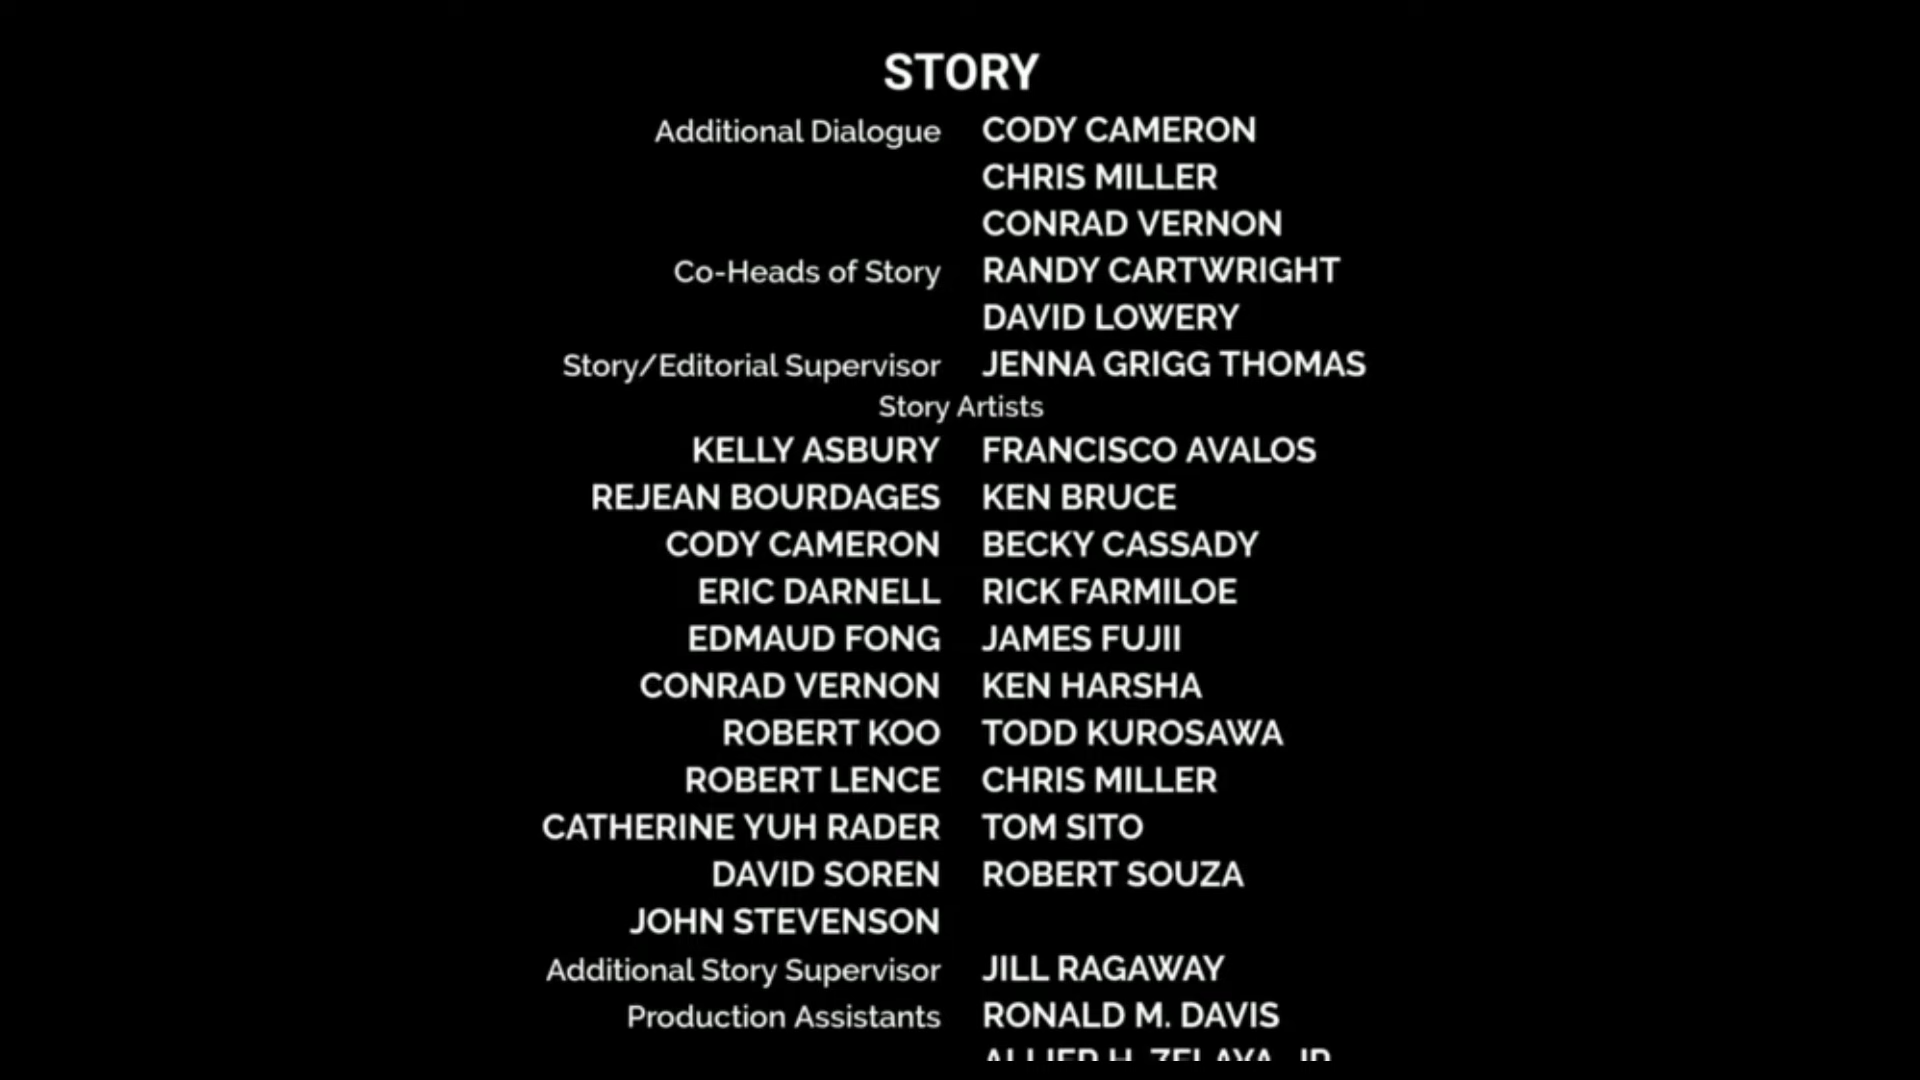 STORY
Additional Dialogue CODY CAMERON
CHRIS MILLER
CONRAD VERNON
Co-Heads of Story RANDY CARTWRIGHT
DAVID LOWERY
Story/Editorial Supervisor JENNA GRIGG THOMAS
Story Artists
KELLY ASBURY FRANCISCO AVALOS
REJEAN BOURDAGES KEN BRUCE
CODY CAMERON BECKY CASSADY
ERIC DARNELL RICK FARMILOE
EDMAUD FONG JAMES FUJII
CONRAD VERNON KEN HARSHA
ROBERT KOO TODD KUROSAWA
ROBERT LENCE CHRIS MILLER
CATHERINE YUH RADER TOM SITO
DAVID SOREN ROBERT SOUZA
JOHN STEVENSON
Additional Story Supervisor JILL RAGAWAY
Production Assistants RONALD M. DAVIS
H. ZELAYA, JR